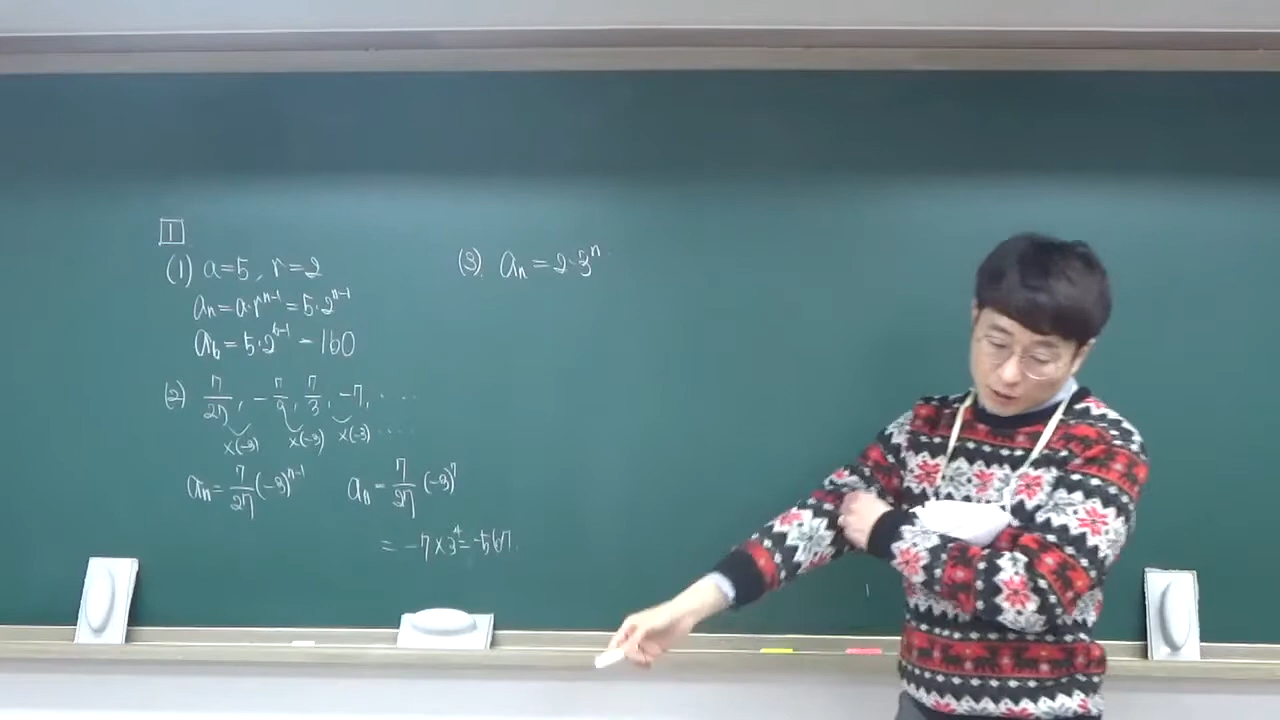 1
(1) a=5, r=2
aₙ=a·rⁿ⁻¹=5·2ⁿ⁻¹
a₆=5·2⁶⁻¹=160
(2) 7/27, -7/9, 7/3, -7, ····
×(-3) ×(-3) ×(-3) ····
aₙ=7/27(-3)ⁿ⁻¹
a₈=7/27·(-3)⁷
=-7×3⁴=-567.
(3). aₙ=2·3ⁿ